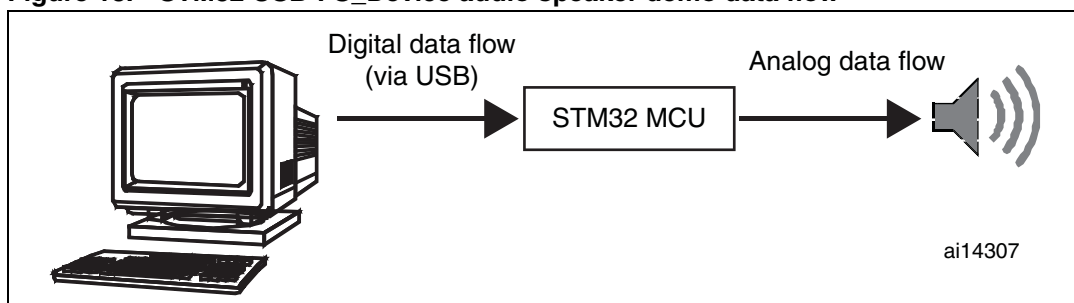 Digital data flow
(via USB)
Analog data flow
STM32 MCU
ai14307